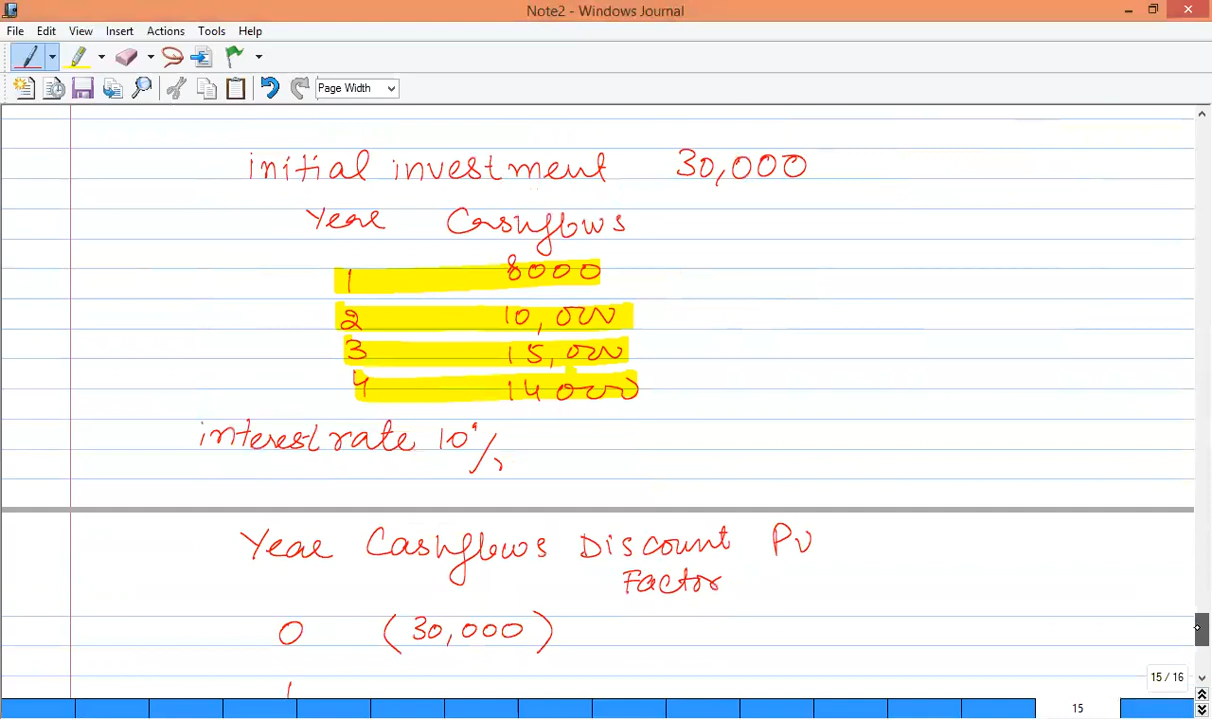 Note2 - Windows Journal
File Edit View Insert Actions Tools Help
Page Width
initial investment 30,000
Year Cashflows
1 8000
2 10,000
3 15,000
4 14000
interest rate 10%
Year Cashflows Discount PV
Factor
0 (30,000)
1
15 / 16
15